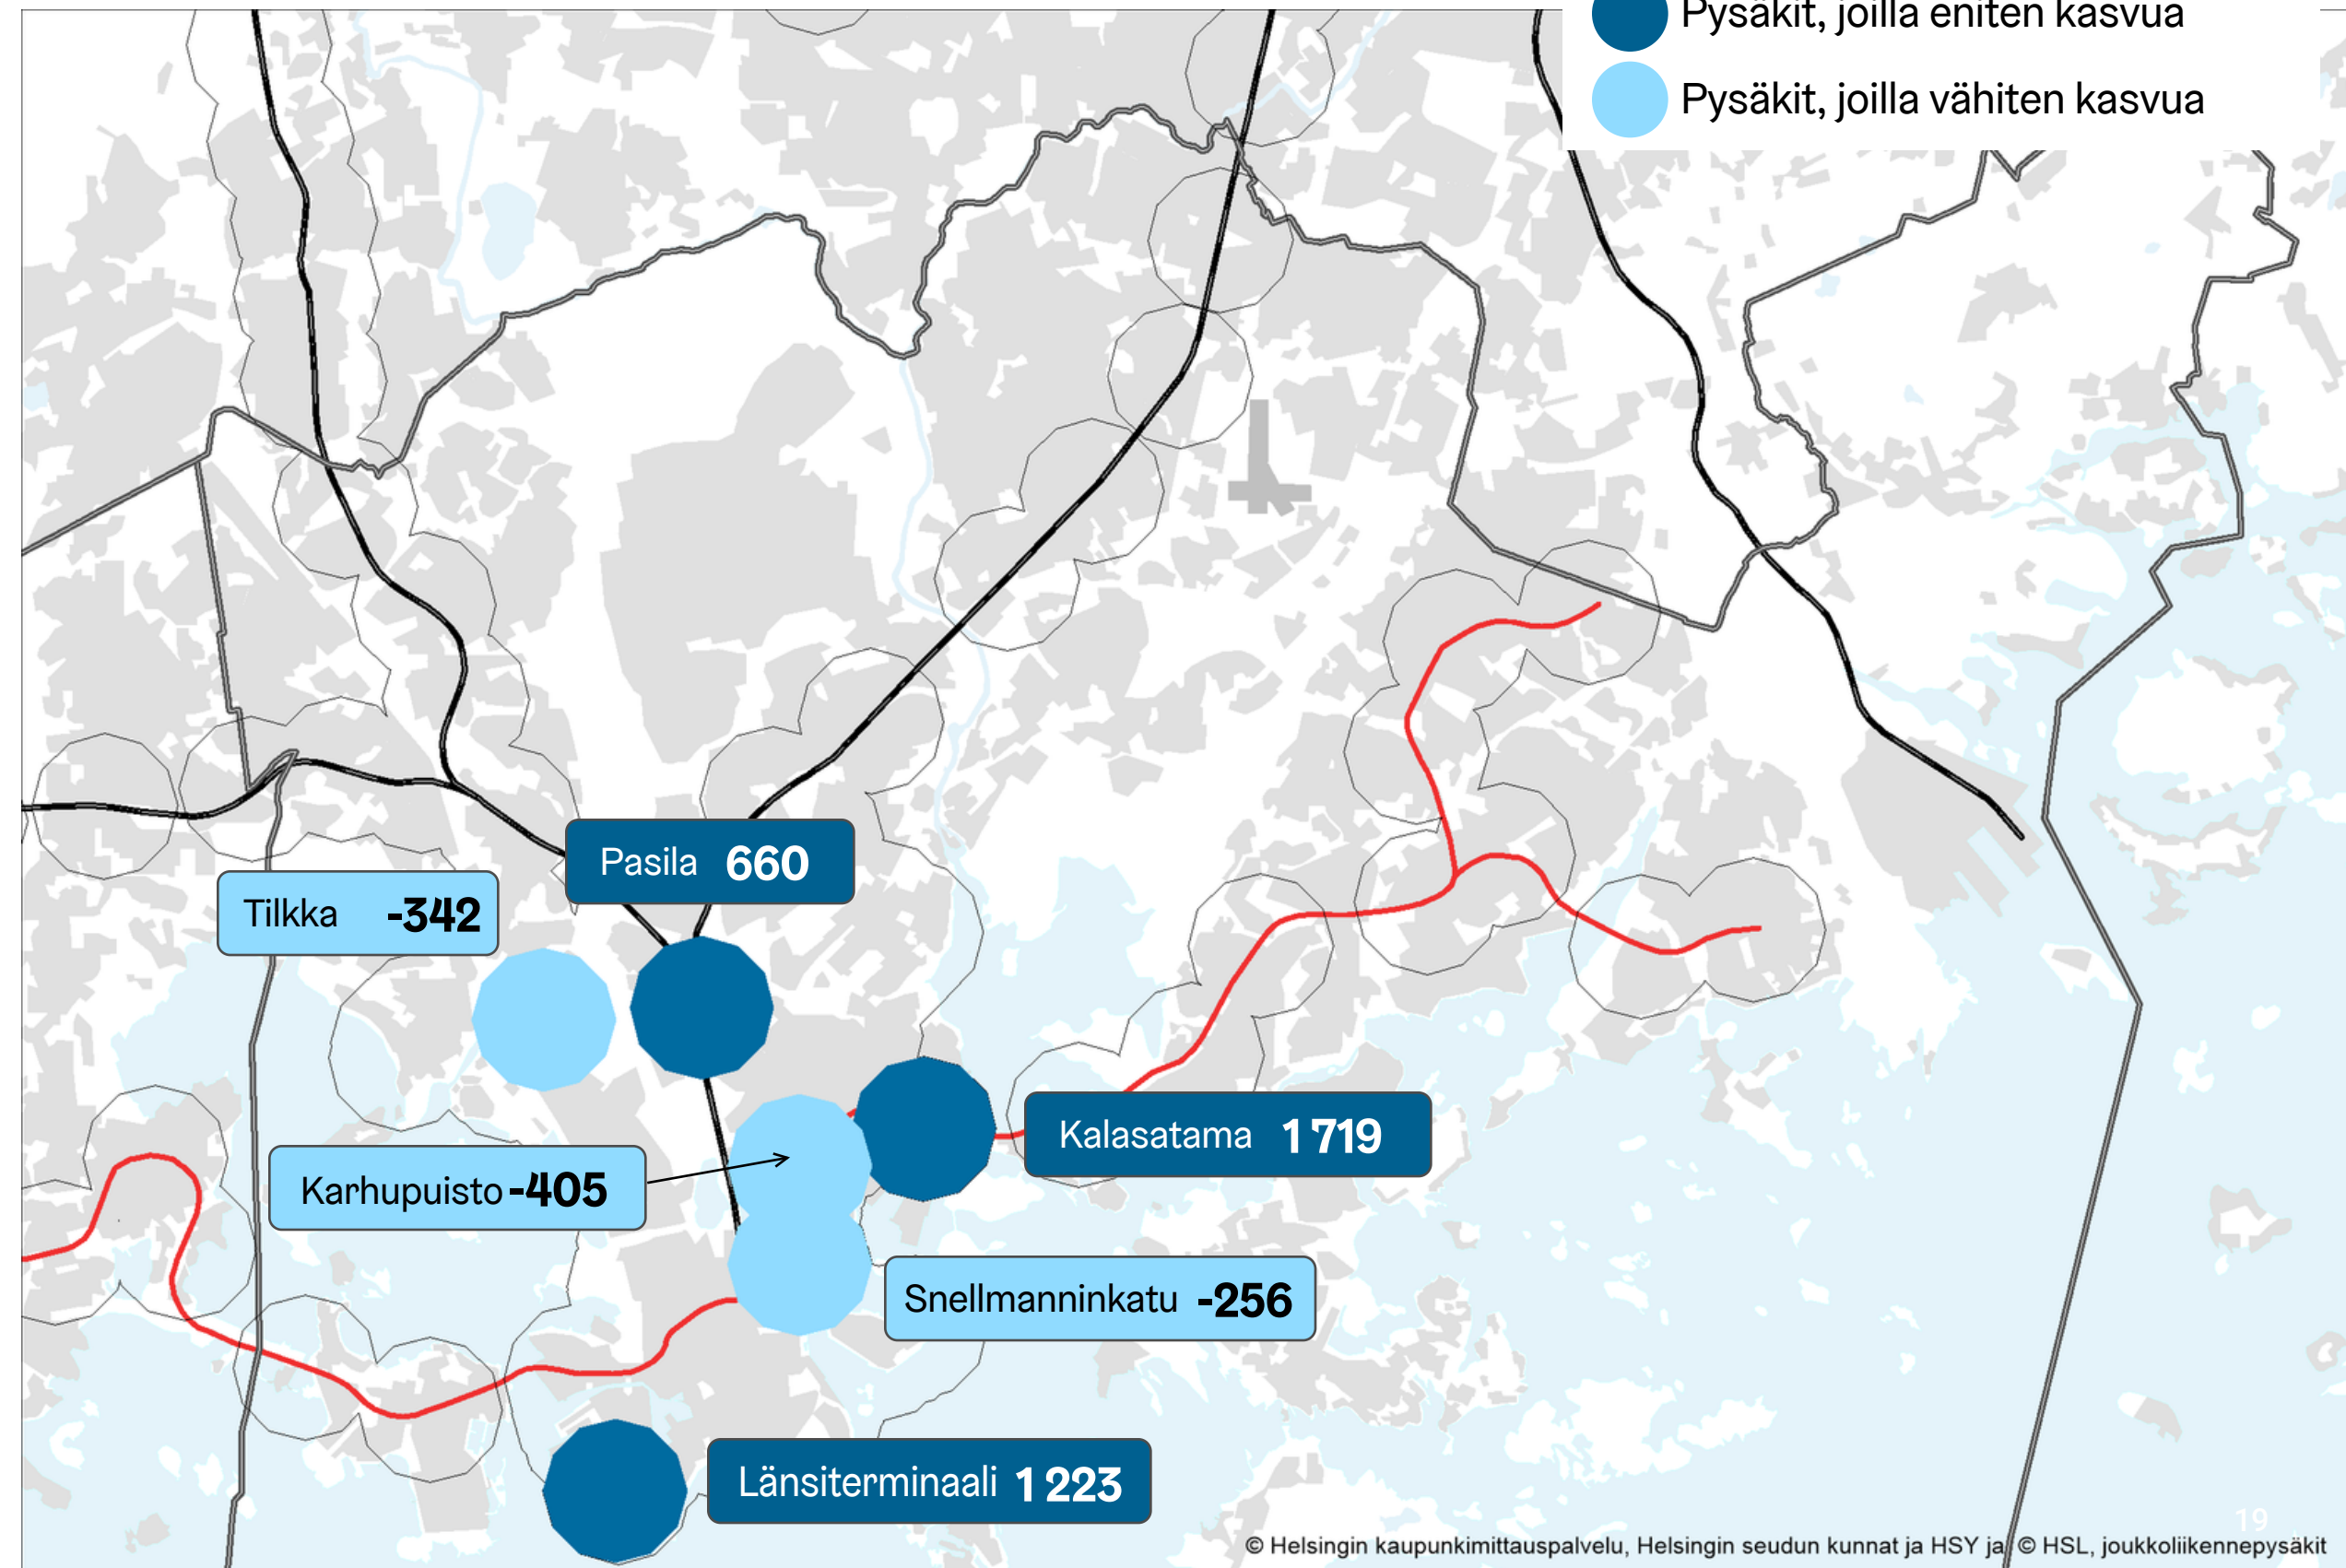 Pysäkit, joilla eniten kasvua
Pysäkit, joilla vähiten kasvua
Pasila 660
Tilkka -342
Kalasatama 1 719
Karhupuisto -405
Snellmanninkatu -256
Länsiterminaali 1 223
19
© Helsingin kaupunkimittauspalvelu, Helsingin seudun kunnat ja HSY ja © HSL, joukkoliikennepysäkit